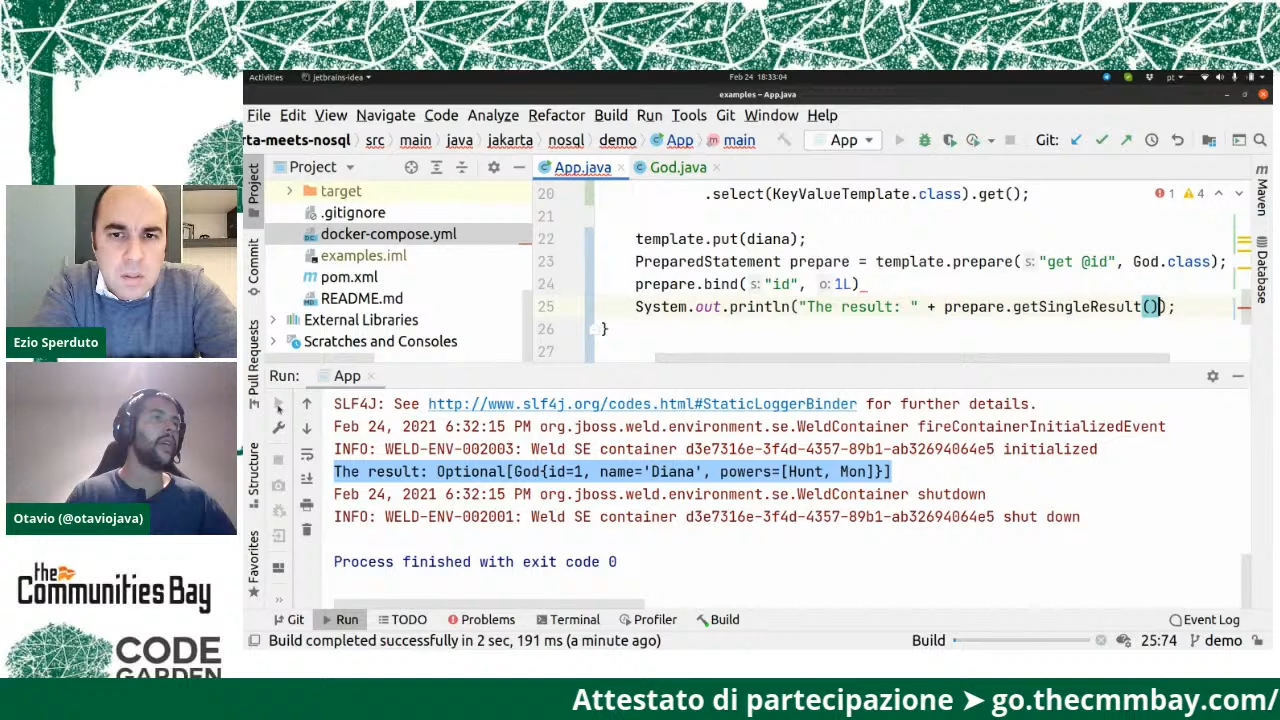 Activities
jetbrains-idea
Feb 24 18:33:04
pt
examples – App.java
File Edit View Navigate Code Analyze Refactor Build Run Tools Git Window Help
rta-meets-nosql src main java jakarta nosql demo App main
App
Git:
Project
App.java
God.java
target
.gitignore
docker-compose.yml
examples.iml
pom.xml
README.md
External Libraries
Scratches and Consoles
Project
Commit
Pull Requests
Structure
Favorites
Maven
Database
1 4
20 .select(KeyValueTemplate.class).get();
21
22 template.put(diana);
23 PreparedStatement prepare = template.prepare( s: "get @id", God.class);
24 prepare.bind( s: "id", 1L)
25 System.out.println("The result: " + prepare.getSingleResult());
26 }
27
Run: App
SLF4J: See http://www.slf4j.org/codes.html#StaticLoggerBinder for further details.
Feb 24, 2021 6:32:15 PM org.jboss.weld.environment.se.WeldContainer fireContainerInitializedEvent
INFO: WELD-ENV-002003: Weld SE container d3e7316e-3f4d-4357-89b1-ab32694064e5 initialized
The result: Optional[God{id=1, name='Diana', powers=[Hunt, Mon]}]
Feb 24, 2021 6:32:15 PM org.jboss.weld.environment.se.WeldContainer shutdown
INFO: WELD-ENV-002001: Weld SE container d3e7316e-3f4d-4357-89b1-ab32694064e5 shut down
Process finished with exit code 0
Git Run TODO Problems Terminal Profiler Build Event Log
Build completed successfully in 2 sec, 191 ms (a minute ago)
Build
25:74
demo
Ezio Sperduto
Otavio (@otaviojava)
the
Communities Bay
CODE
GARDEN
Attestato di partecipazione ➤ go.thecmmbay.com/